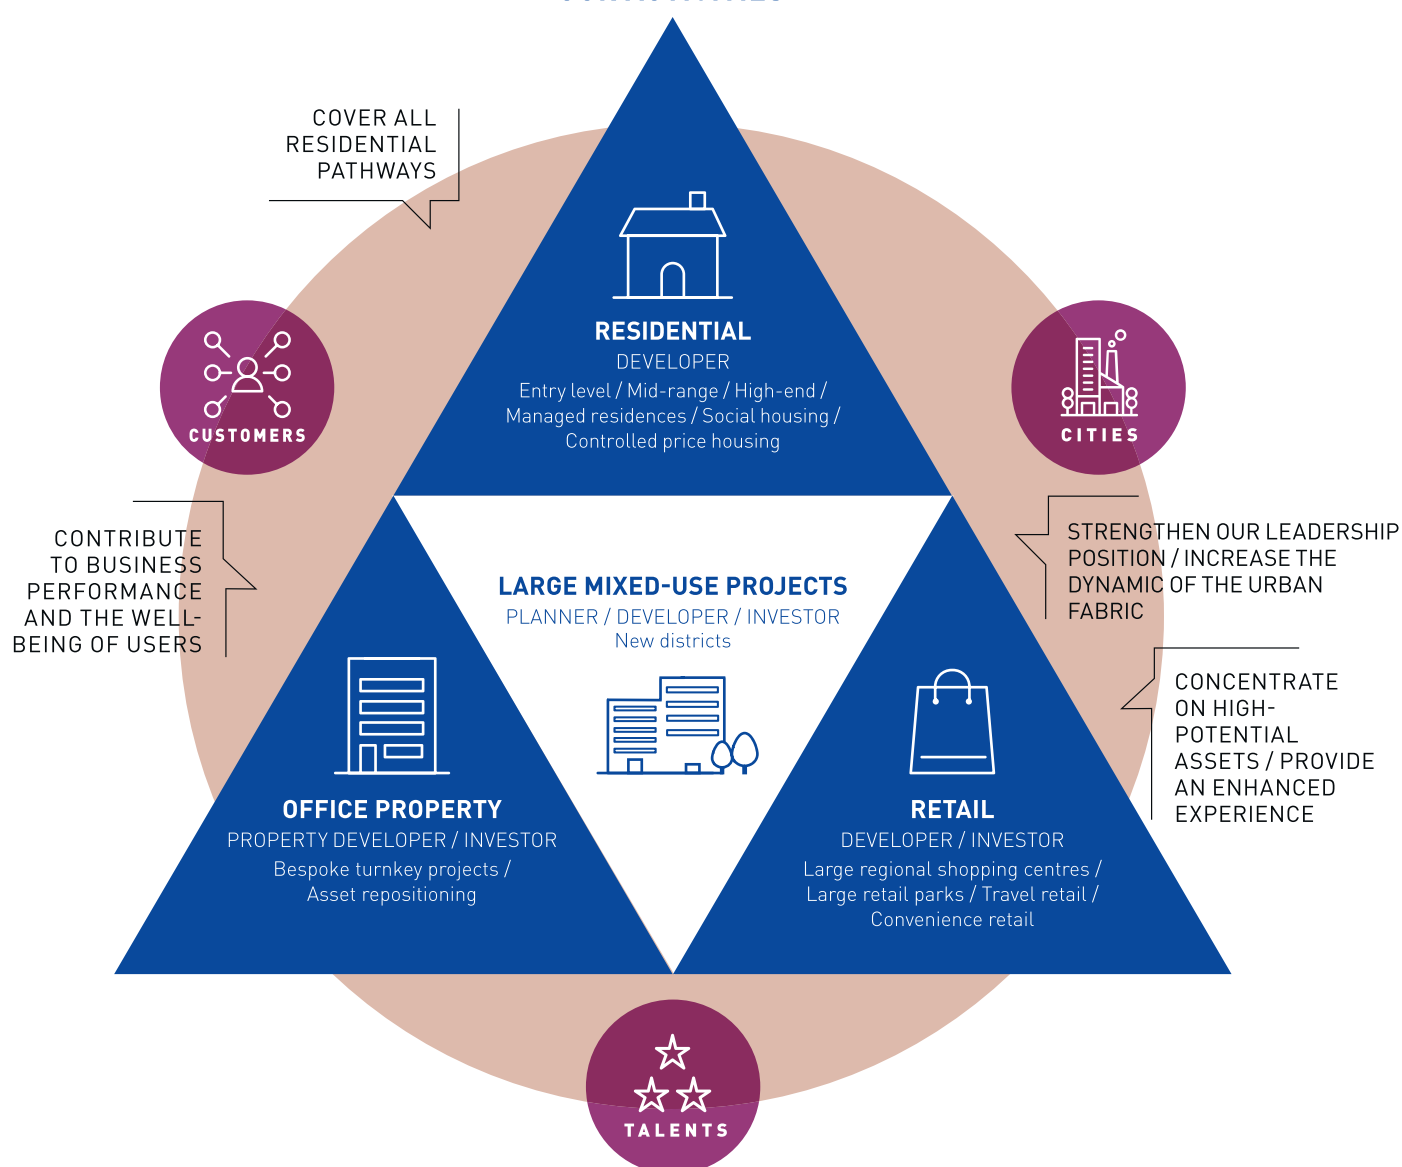 COVER ALL
RESIDENTIAL
PATHWAYS
RESIDENTIAL
DEVELOPER
Entry level / Mid-range / High-end /
Managed residences / Social housing /
Controlled price housing
CUSTOMERS
CITIES
CONTRIBUTE
TO BUSINESS
PERFORMANCE
AND THE WELL-
BEING OF USERS
STRENGTHEN OUR LEADERSHIP
POSITION / INCREASE THE
DYNAMIC OF THE URBAN
FABRIC
LARGE MIXED-USE PROJECTS
PLANNER / DEVELOPER / INVESTOR
New districts
CONCENTRATE
ON HIGH-
POTENTIAL
ASSETS / PROVIDE
AN ENHANCED
EXPERIENCE
OFFICE PROPERTY
PROPERTY DEVELOPER / INVESTOR
Bespoke turnkey projects /
Asset repositioning
RETAIL
DEVELOPER / INVESTOR
Large regional shopping centres /
Large retail parks / Travel retail /
Convenience retail
TALENTS